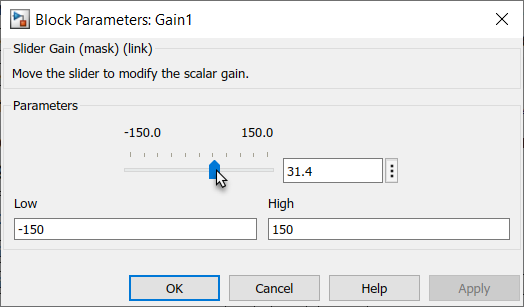 Block Parameters: Gain1
Slider Gain (mask) (link)
Move the slider to modify the scalar gain.
Parameters
-150.0 150.0
31.4
Low High
-150 150
OK Cancel Help Apply